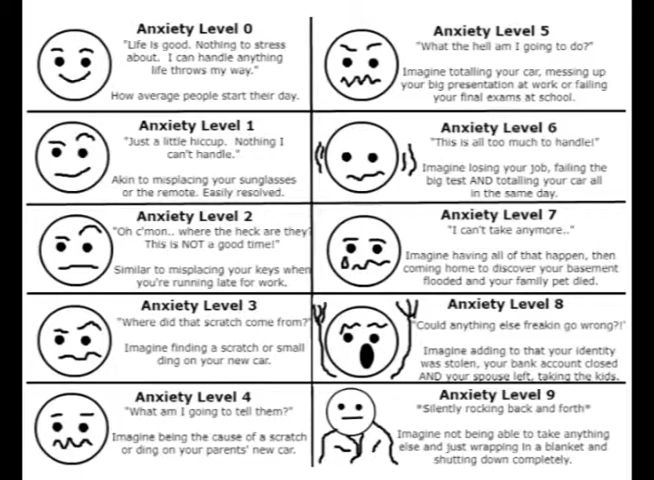 Anxiety Level 0
"Life is good. Nothing to stress
about.  I can handle anything
life throws my way."
How average people start their day.
Anxiety Level 1
"Just a little hiccup.  Nothing I
can't handle."
Akin to misplacing your sunglasses
or the remote. Easily resolved.
Anxiety Level 2
"Oh c'mon.. where the heck are they?
This is NOT a good time!"
Similar to misplacing your keys when
you're running late for work.
Anxiety Level 3
"Where did that scratch come from?"
Imagine finding a scratch or small
ding on your new car.
Anxiety Level 4
"What am I going to tell them?"
Imagine being the cause of a scratch
or ding on your parents' new car.
Anxiety Level 5
"What the hell am I going to do?"
Imagine totalling your car, messing up
your big presentation at work or failing
your final exams at school.
Anxiety Level 6
"This is all too much to handle!"
Imagine losing your job, failing the
big test AND totalling your car all
in the same day.
Anxiety Level 7
"I can't take anymore.."
Imagine having all of that happen, then
coming home to discover your basement
flooded and your family pet died.
Anxiety Level 8
"Could anything else freakin go wrong?!"
Imagine adding to that your identity
was stolen, your bank account closed
AND your spouse left, taking the kids.
Anxiety Level 9
*Silently rocking back and forth*
Imagine not being able to take anything
else and just wrapping in a blanket and
shutting down completely.